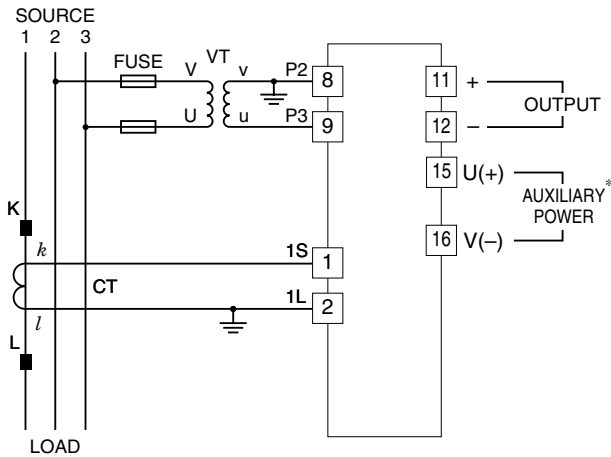 SOURCE
1 2 3
FUSE
VT
V v P2 8
U u P3 9
11 +
12 –
OUTPUT
15 U(+)
16 V(–)
AUXILIARY*
POWER
K
k 1S 1
CT
l 1L 2
L
LOAD